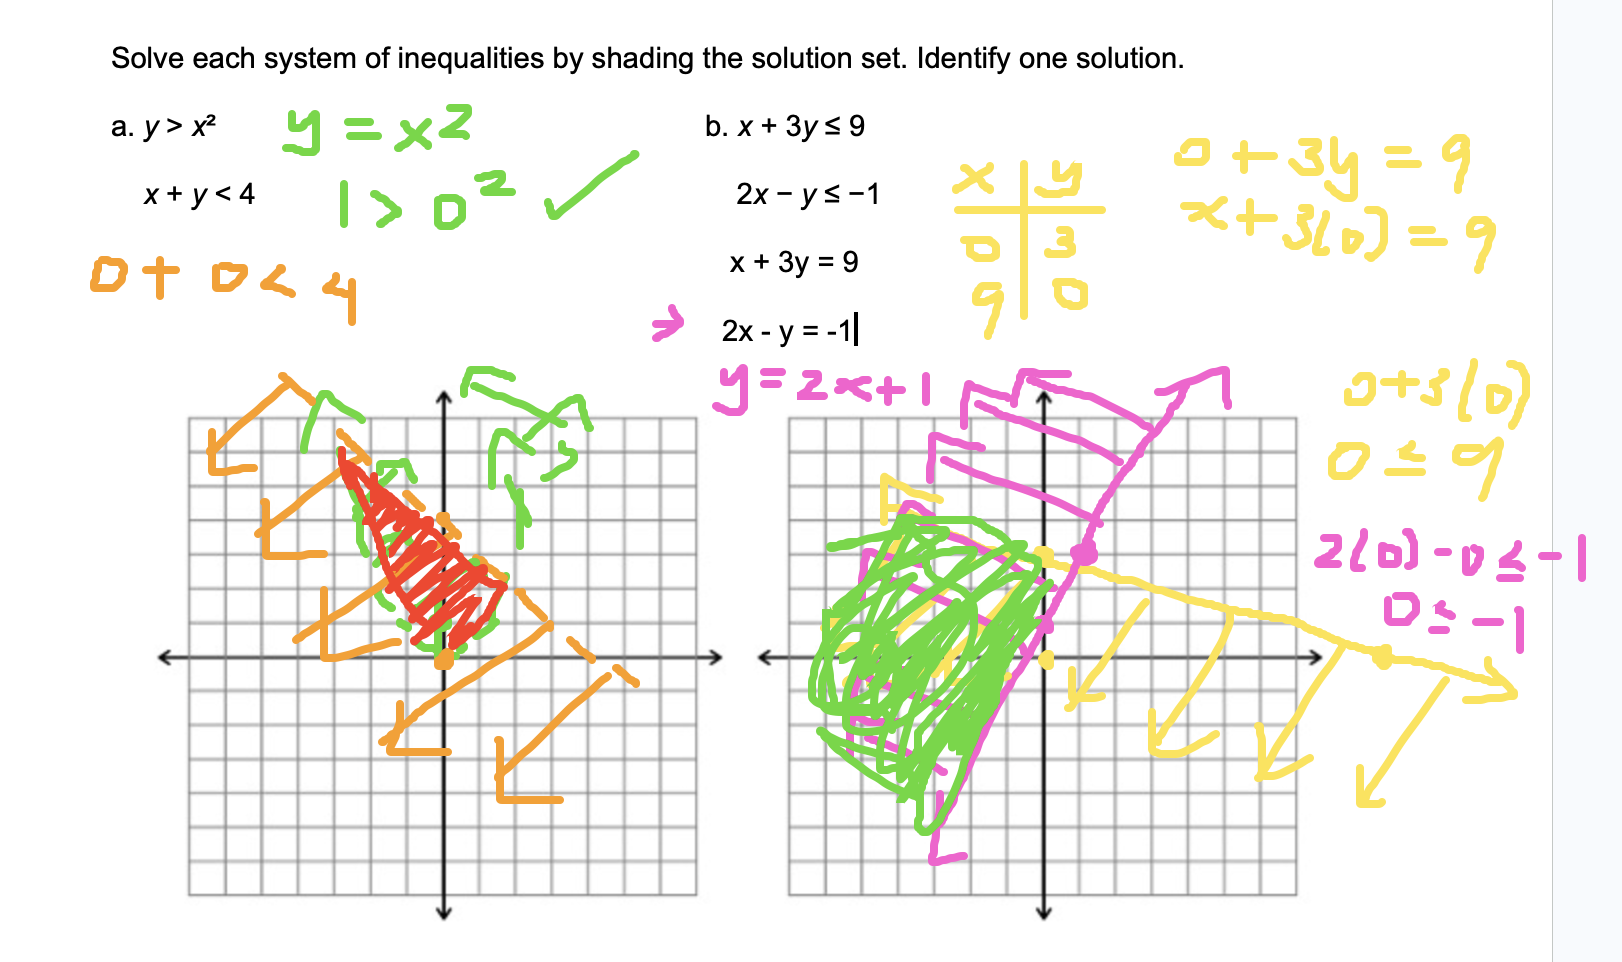 Solve each system of inequalities by shading the solution set. Identify one solution.
a. y > x²
y = x²
x + y < 4
1 > 0²
0 + 0 < 4
b. x + 3y ≤ 9
2x − y ≤ −1
x + 3y = 9
2x - y = -1
y = 2x + 1
x y
0 3
9 0
0 + 3y = 9
x + 3(0) = 9
0 + 3(0)
0 ≤ 9
2(0) - 0 ≤ -1
0 ≤ -1